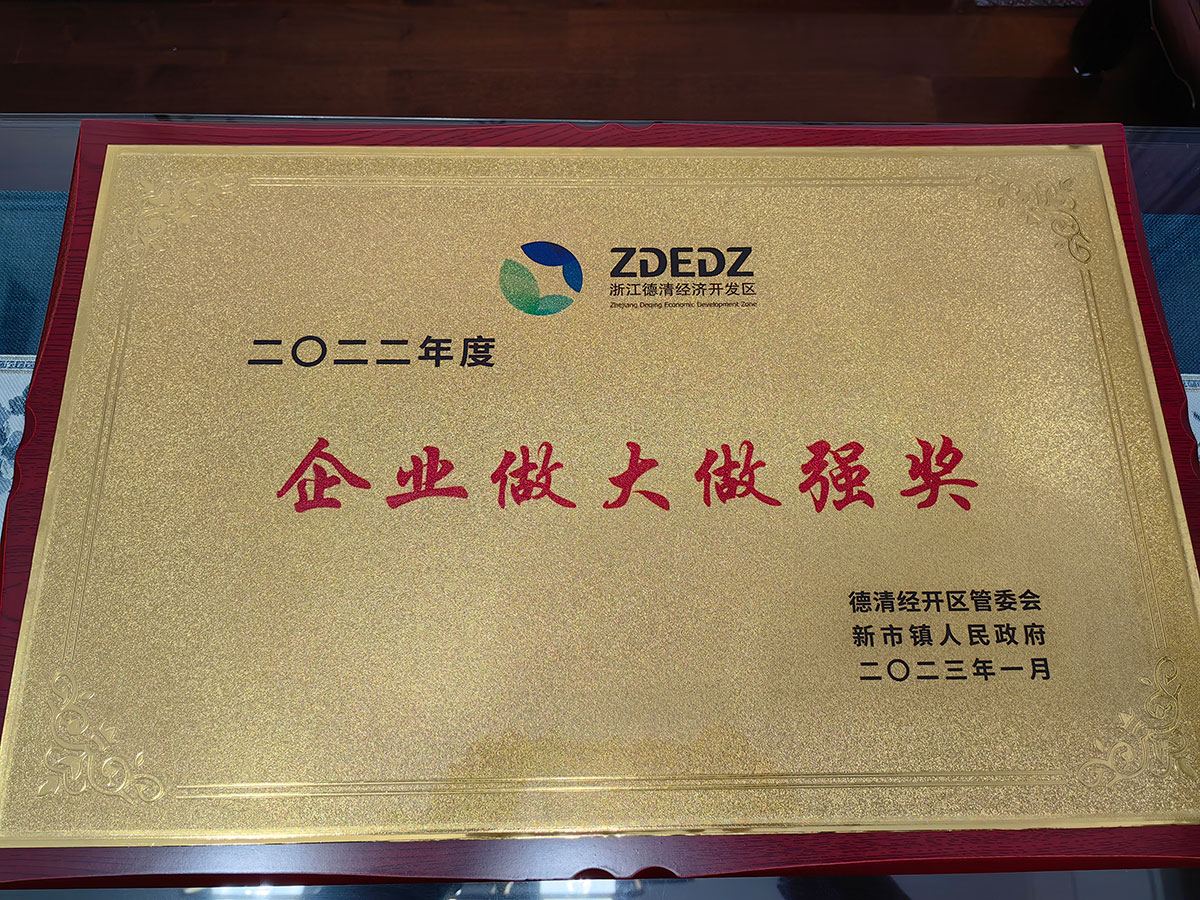 ZDEDZ
浙江德清经济开发区
Zhejiang Deqing Economic Development Zone
二〇二二年度
企业做大做强奖
德清经开区管委会
新市镇人民政府
二〇二三年一月